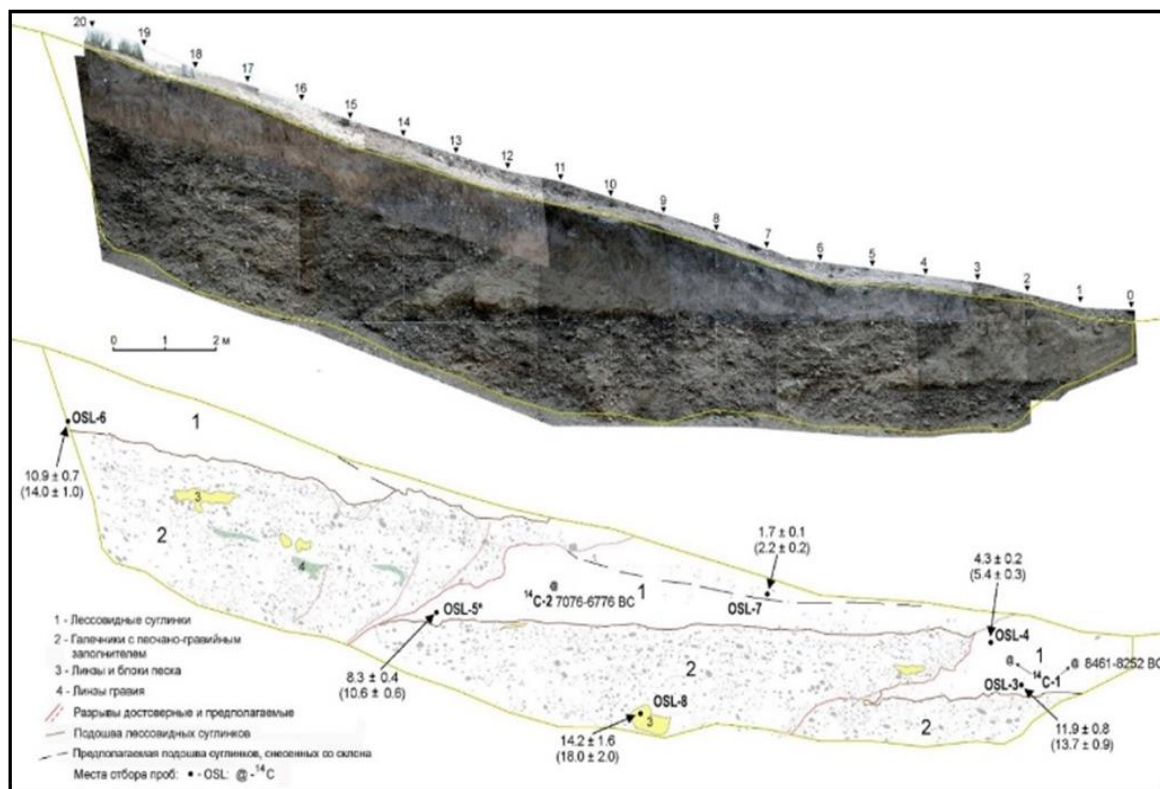 20
19
18
17
16
15
14
13
12
11
10
9
8
7
6
5
4
3
2
1
0
0 1 2 м
OSL-6
10.9 ± 0.7
(14.0 ± 1.0)
1
2
3
4
1.7 ± 0.1
(2.2 ± 0.2)
OSL-7
@
¹⁴C-2 7076-6776 BC
1
OSL-5*
8.3 ± 0.4
(10.6 ± 0.6)
4.3 ± 0.2
(5.4 ± 0.3)
OSL-4
1
@ @ 8461-8252 BC
¹⁴C-1
OSL-3
11.9 ± 0.8
(13.7 ± 0.9)
2
2
OSL-8
3
14.2 ± 1.6
(18.0 ± 2.0)
1 - Лессовидные суглинки
2 - Галечники с песчано-гравийным
заполнителем
3 - Линзы и блоки песка
4 - Линзы гравия
Разрывы достоверные и предполагаемые
Подошва лессовидных суглинков
Предполагаемая подошва суглинков, снесенных со склона
Места отбора проб: • - OSL: @ - ¹⁴C